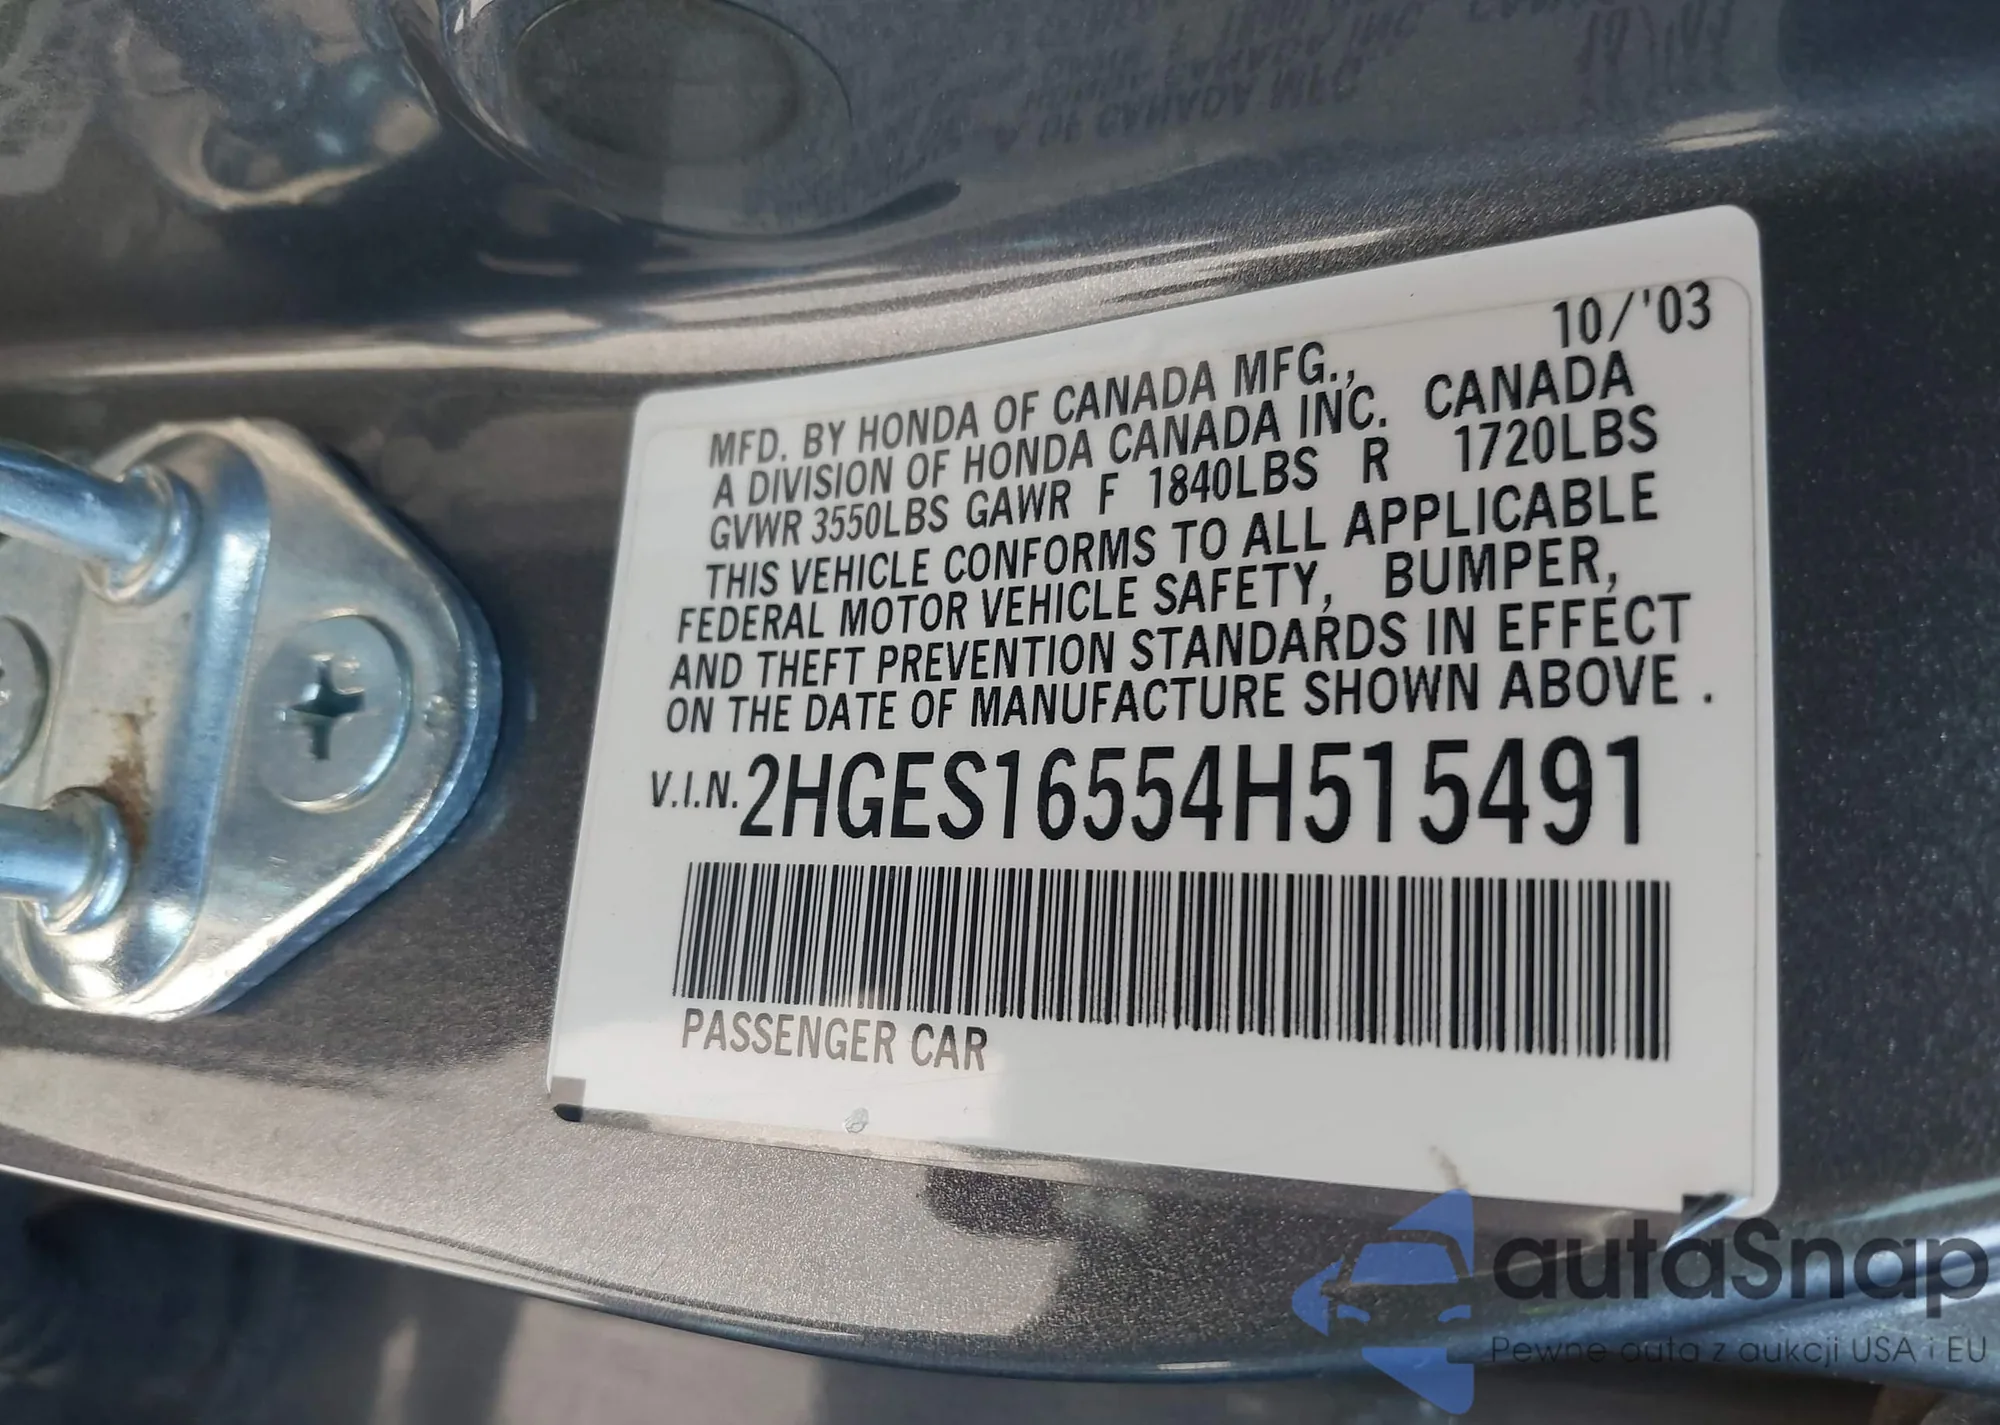 10/'03
MFD. BY HONDA OF CANADA MFG.,
A DIVISION OF HONDA CANADA INC. CANADA
GVWR 3550LBS GAWR F 1840LBS R 1720LBS
THIS VEHICLE CONFORMS TO ALL APPLICABLE
FEDERAL MOTOR VEHICLE SAFETY, BUMPER,
AND THEFT PREVENTION STANDARDS IN EFFECT
ON THE DATE OF MANUFACTURE SHOWN ABOVE .
V.I.N. 2HGES16554H515491
PASSENGER CAR
autaSnap
Pewne auta z aukcji USA i EU